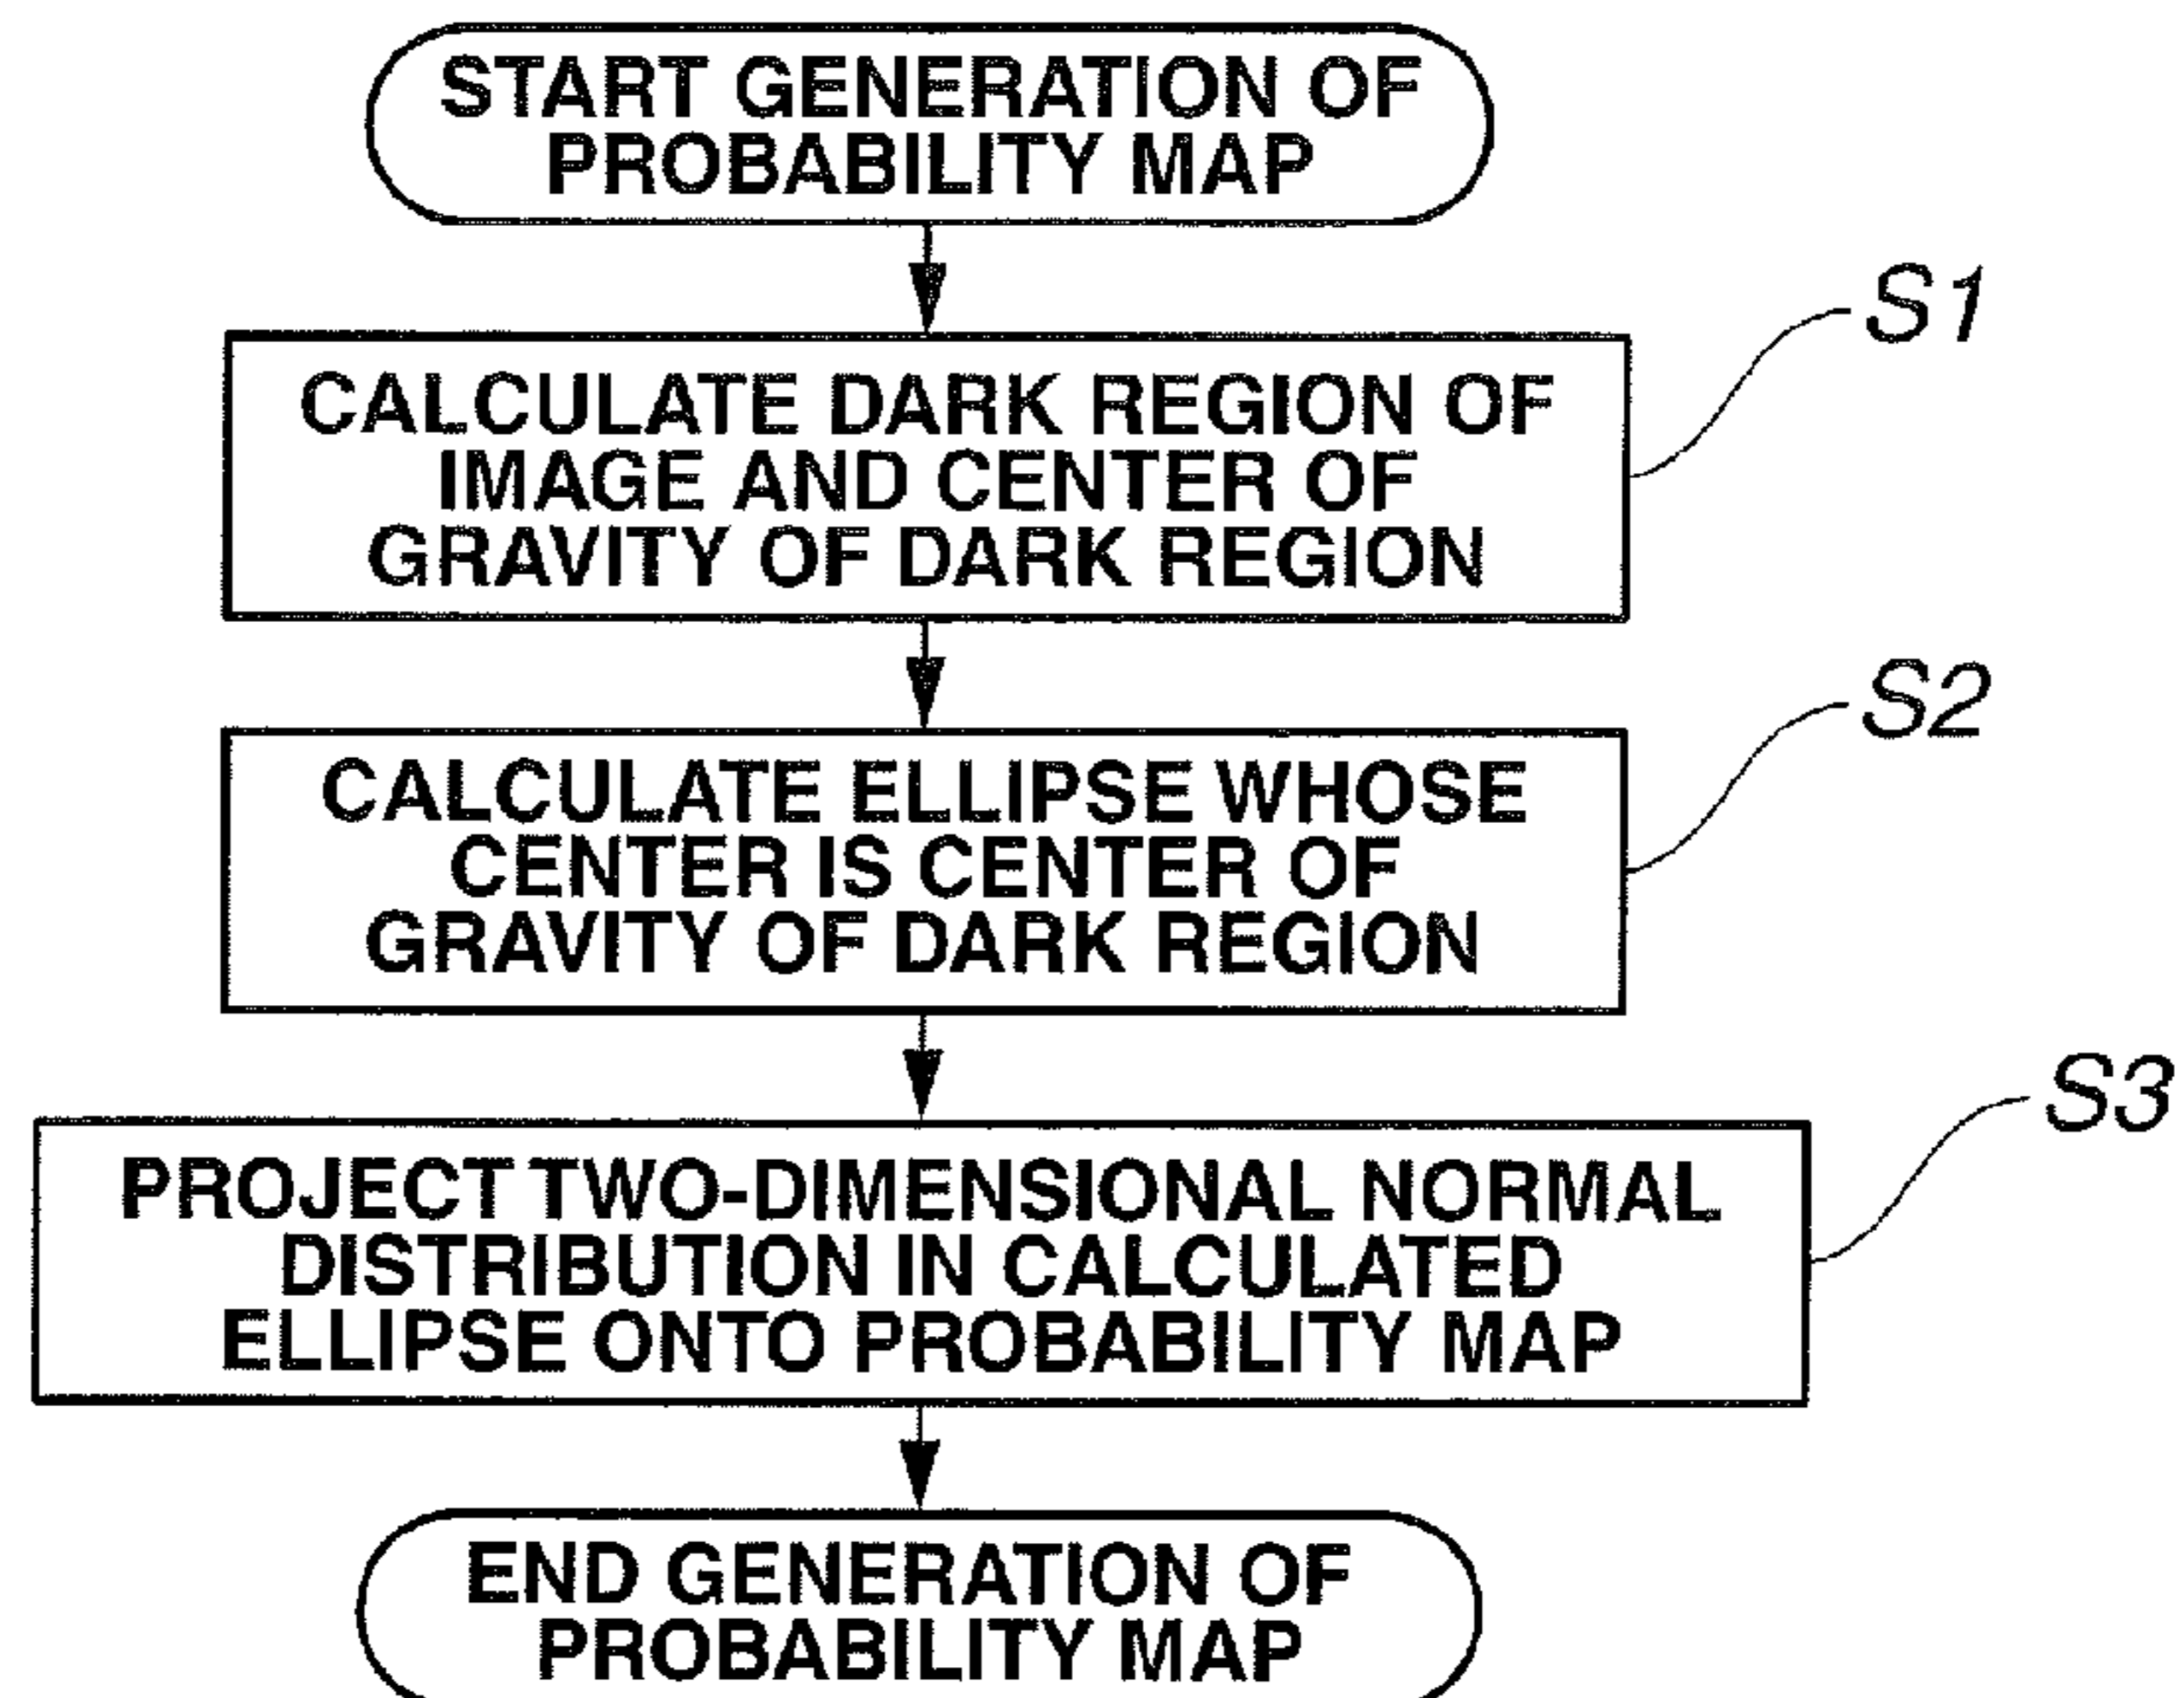 START GENERATION OF
PROBABILITY MAP
S1
CALCULATE DARK REGION OF
IMAGE AND CENTER OF
GRAVITY OF DARK REGION
S2
CALCULATE ELLIPSE WHOSE
CENTER IS CENTER OF
GRAVITY OF DARK REGION
S3
PROJECT TWO-DIMENSIONAL NORMAL
DISTRIBUTION IN CALCULATED
ELLIPSE ONTO PROBABILITY MAP
END GENERATION OF
PROBABILITY MAP